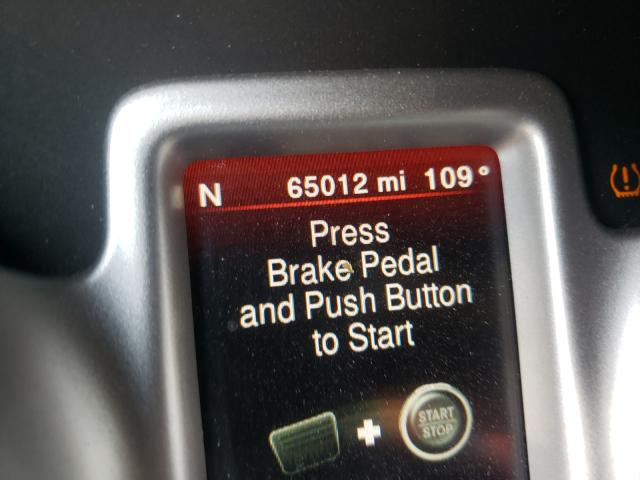 N 65012 mi 109°
Press
Brake Pedal
and Push Button
to Start
START
STOP